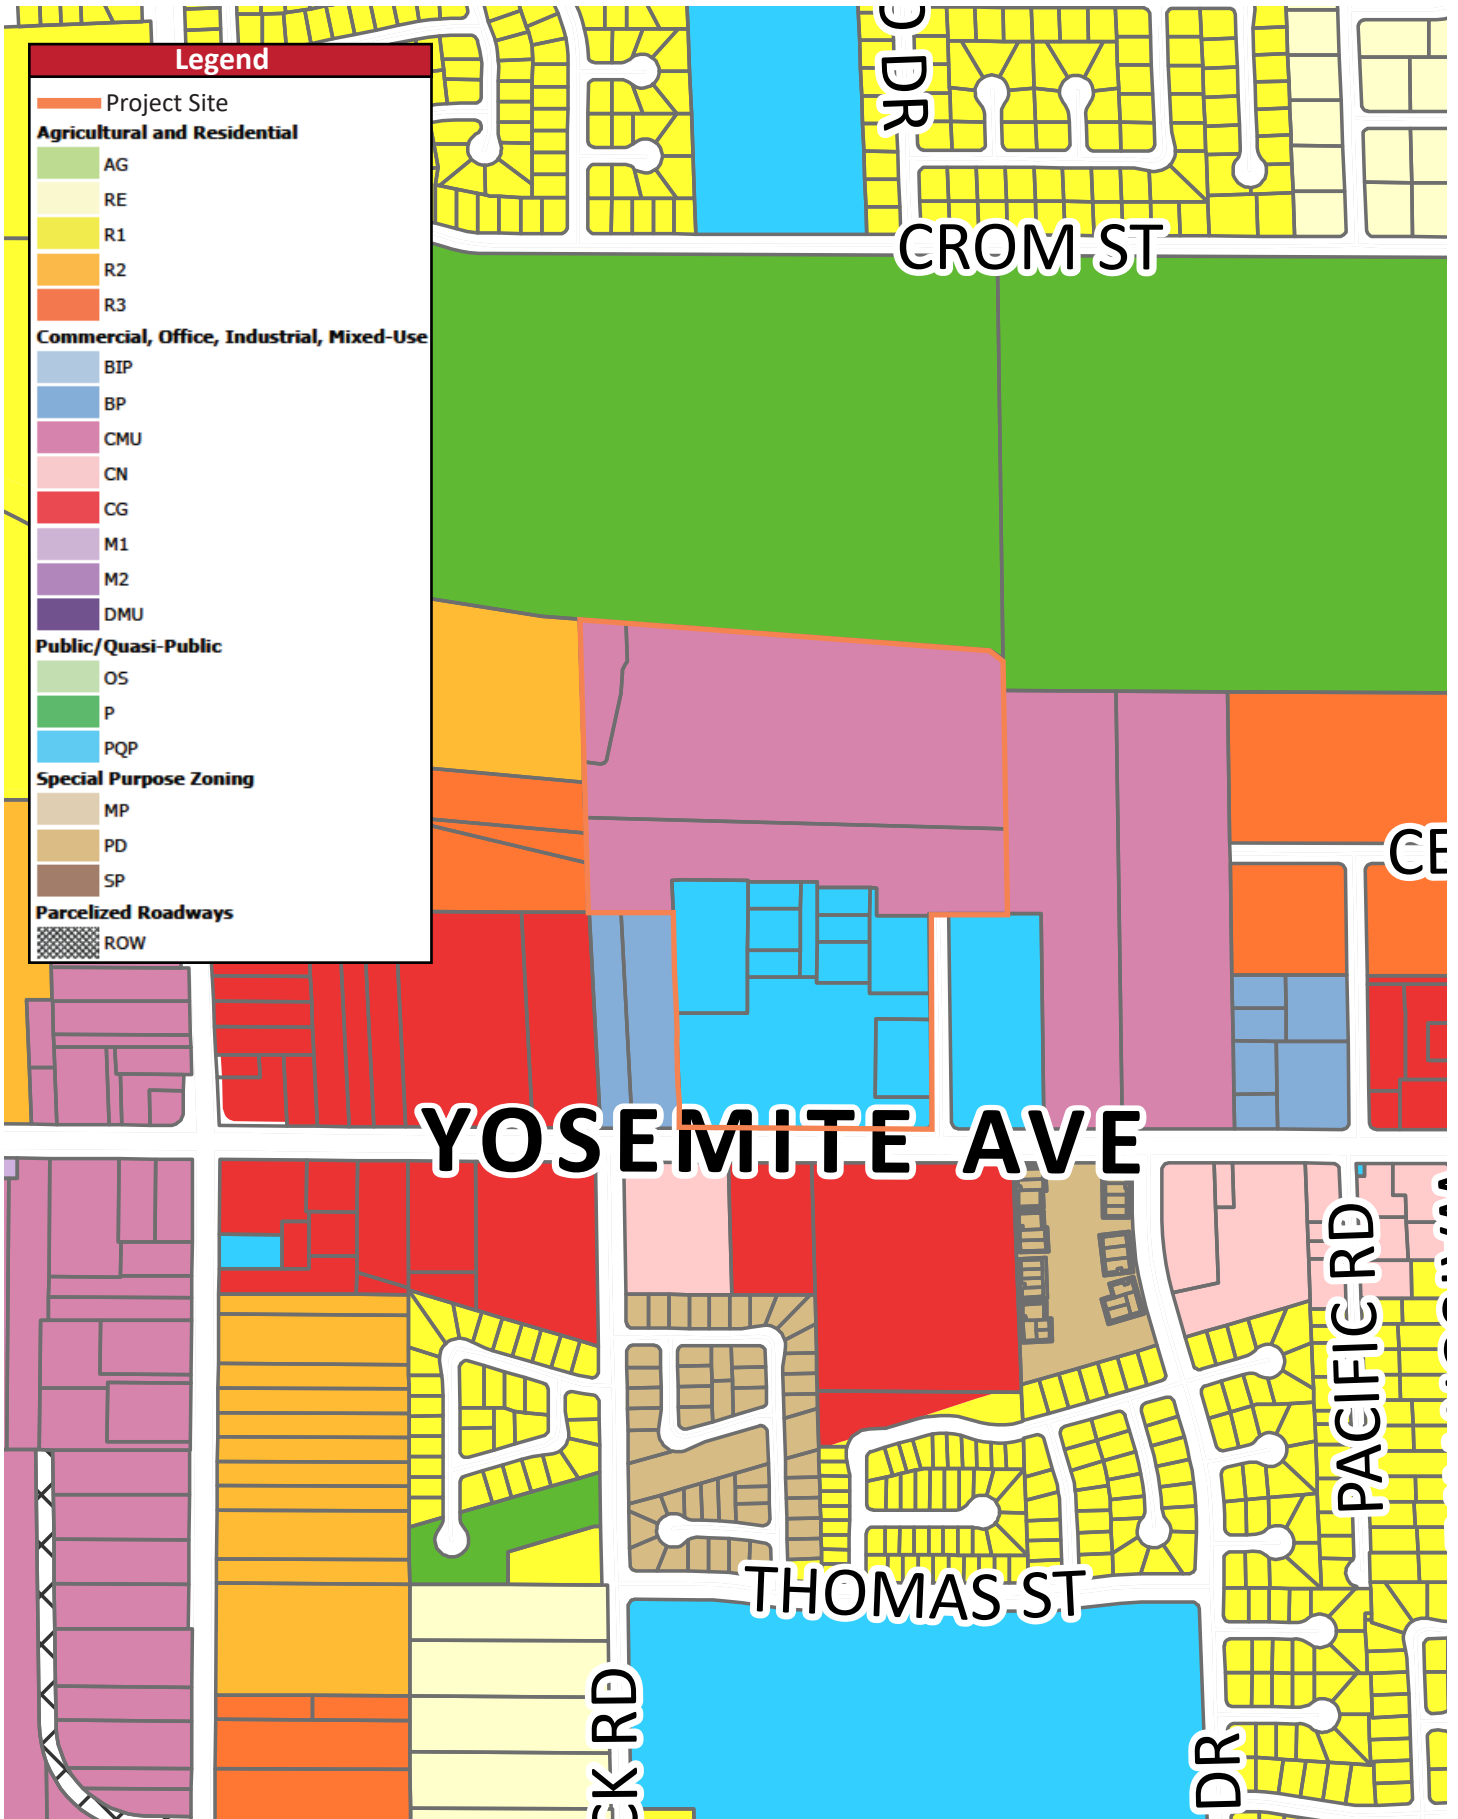 Legend
Project Site
Agricultural and Residential
AG
RE
R1
R2
R3
Commercial, Office, Industrial, Mixed-Use
BIP
BP
CMU
CN
CG
M1
M2
DMU
Public/Quasi-Public
OS
P
PQP
Special Purpose Zoning
MP
PD
SP
Parcelized Roadways
ROW
DR
CROM ST
CE
YOSEMITE AVE
PACIFIC RD
THOMAS ST
CK RD
DR